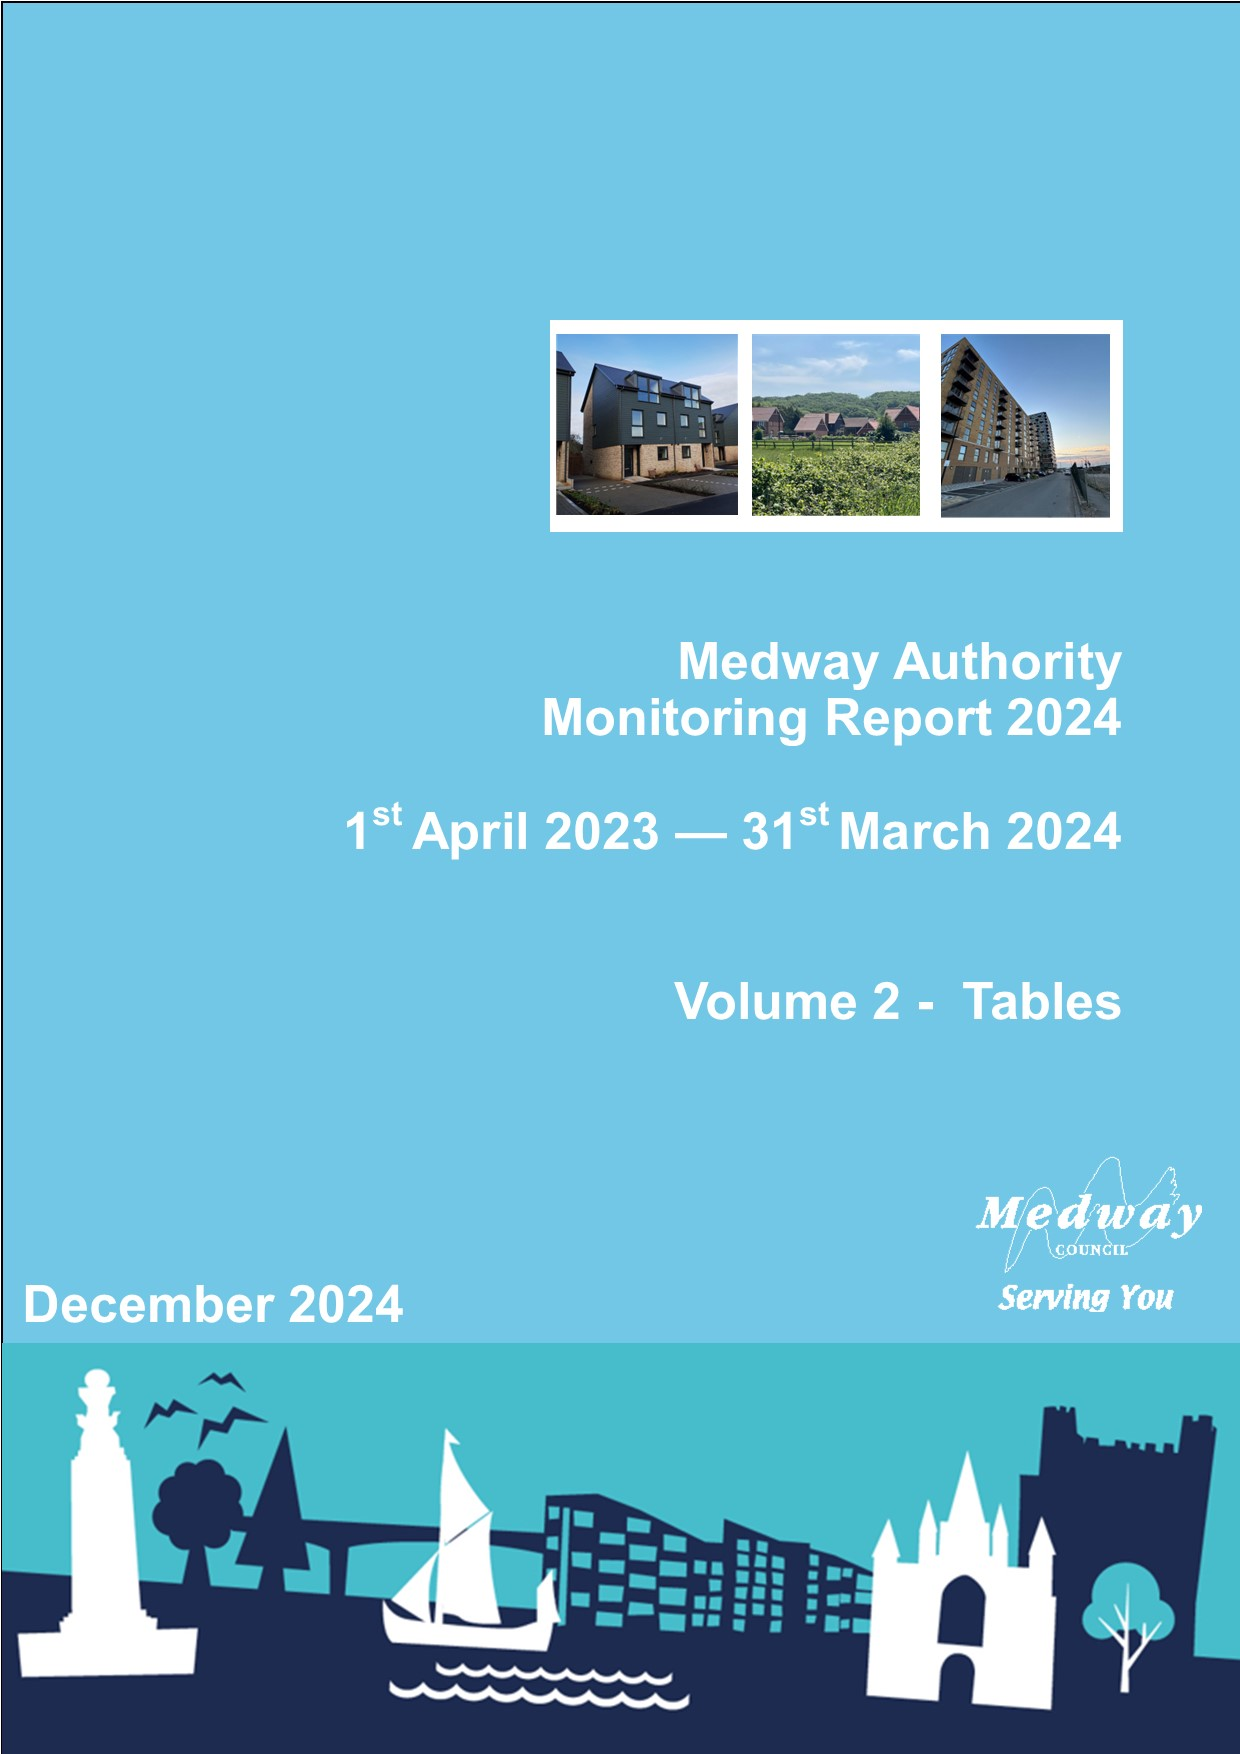 Medway Authority
Monitoring Report 2024
1st April 2023 — 31st March 2024
Volume 2 - Tables
Medway
COUNCIL
Serving You
December 2024